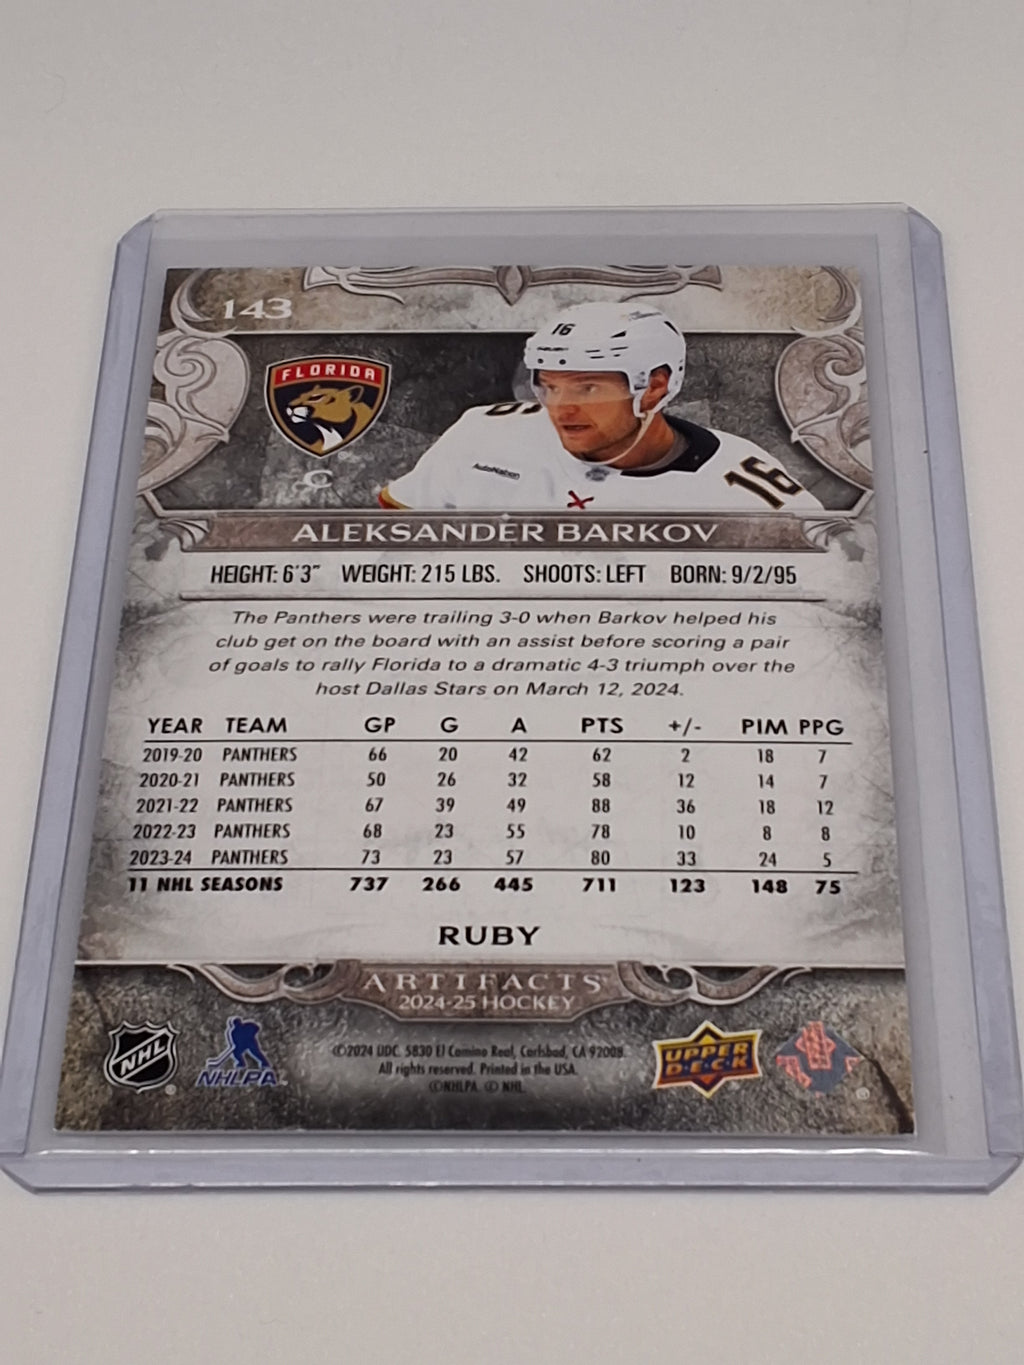 143
16
FLORIDA
C
16
AutoNation
16
ALEKSANDER BARKOV
HEIGHT: 6'3" WEIGHT: 215 LBS. SHOOTS: LEFT BORN: 9/2/95
The Panthers were trailing 3-0 when Barkov helped his
club get on the board with an assist before scoring a pair
of goals to rally Florida to a dramatic 4-3 triumph over the
host Dallas Stars on March 12, 2024.
YEAR TEAM GP G A PTS +/- PIM PPG
2019-20 PANTHERS 66 20 42 62 2 18 7
2020-21 PANTHERS 50 26 32 58 12 14 7
2021-22 PANTHERS 67 39 49 88 36 18 12
2022-23 PANTHERS 68 23 55 78 10 8 8
2023-24 PANTHERS 73 23 57 80 33 24 5
11 NHL SEASONS 737 266 445 711 123 148 75
RUBY
ARTIFACTS
2024-25 HOCKEY
NHL ®
NHLPA
©2024 UDC. 5830 El Camino Real, Carlsbad, CA 92008.
All rights reserved. Printed in the USA.
©NHLPA. © NHL.
UPPER
D·E·C·K